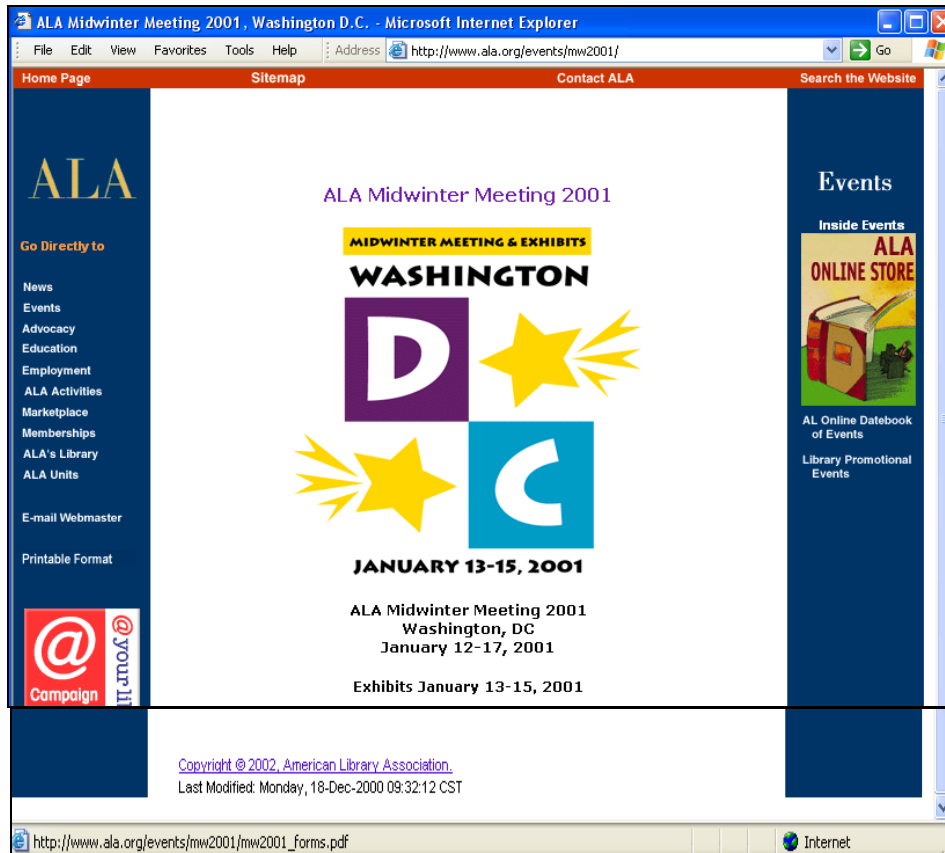 ALA Midwinter Meeting 2001, Washington D.C. - Microsoft Internet Explorer
File Edit View Favorites Tools Help Address http://www.ala.org/events/mw2001/ Go
Home Page Sitemap Contact ALA Search the Website
ALA
Go Directly to
News
Events
Advocacy
Education
Employment
ALA Activities
Marketplace
Memberships
ALA's Library
ALA Units
E-mail Webmaster
Printable Format
@
Campaign
@ your li
ALA Midwinter Meeting 2001
MIDWINTER MEETING & EXHIBITS
WASHINGTON
D
C
JANUARY 13-15, 2001
ALA Midwinter Meeting 2001
Washington, DC
January 12-17, 2001
Exhibits January 13-15, 2001
Events
Inside Events
ALA
ONLINE STORE
AL Online Datebook
of Events
Library Promotional
Events
Copyright © 2002, American Library Association.
Last Modified: Monday, 18-Dec-2000 09:32:12 CST
http://www.ala.org/events/mw2001/mw2001_forms.pdf Internet